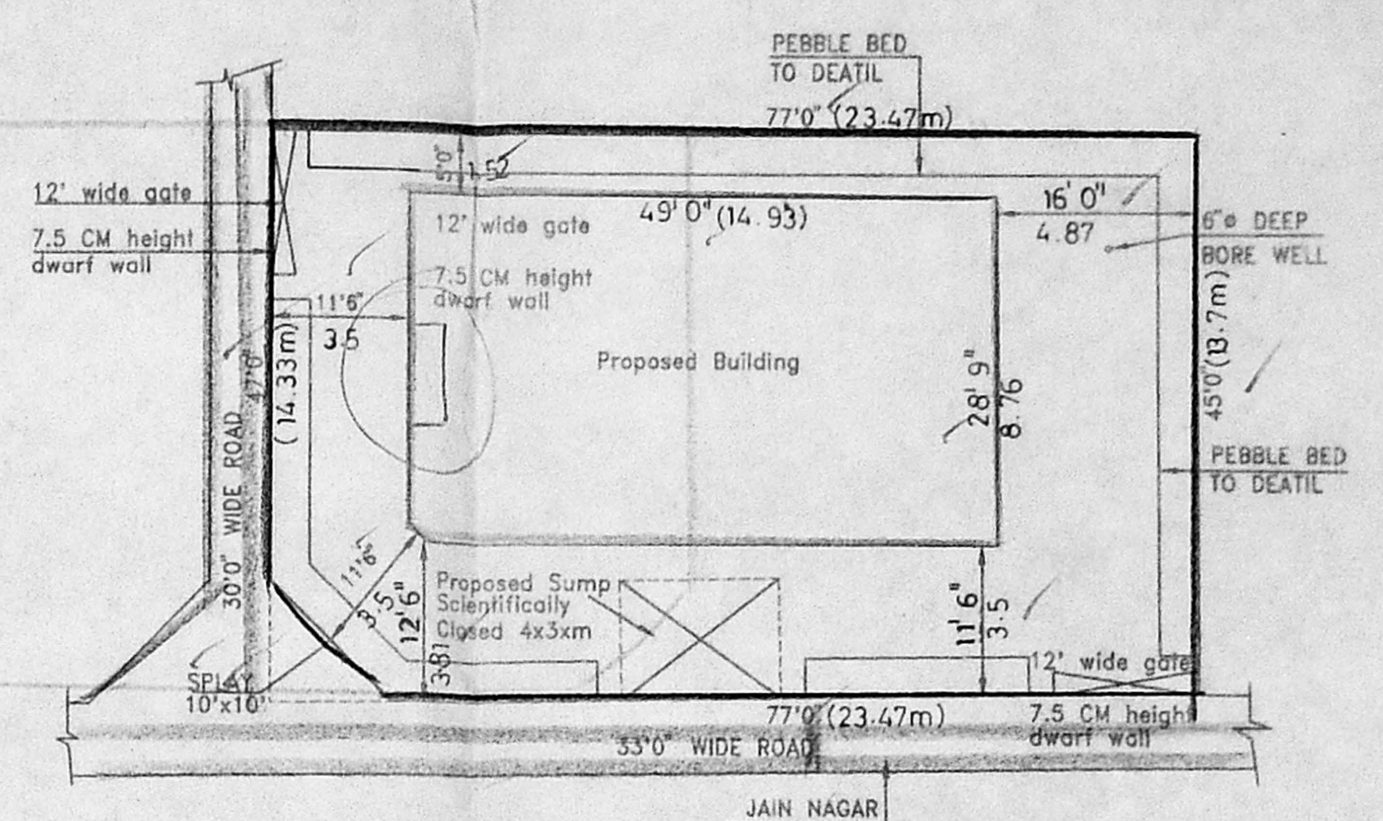 PEBBLE BED
TO DEATIL
77'0" (23.47m)
12' wide gate
7.5 CM height
dwarf wall
5'0"
1.52
49'0" (14.93)
16'0"
4.87
6"ø DEEP
BORE WELL
12' wide gate
7.5 CM height
dwarf wall
11'6"
3.5
47'0"
(14.33m)
Proposed Building
28'9"
8.76
45'0" (13.7m)
PEBBLE BED
TO DEATIL
30'0" WIDE ROAD
11'6"
3.5
12'6"
3.81
Proposed Sump
Scientifically
Closed 4x3xm
11'6"
3.5
12' wide gate
SPLAY
10'x10'
77'0" (23.47m)
7.5 CM height
dwarf wall
33'0" WIDE ROAD
JAIN NAGAR